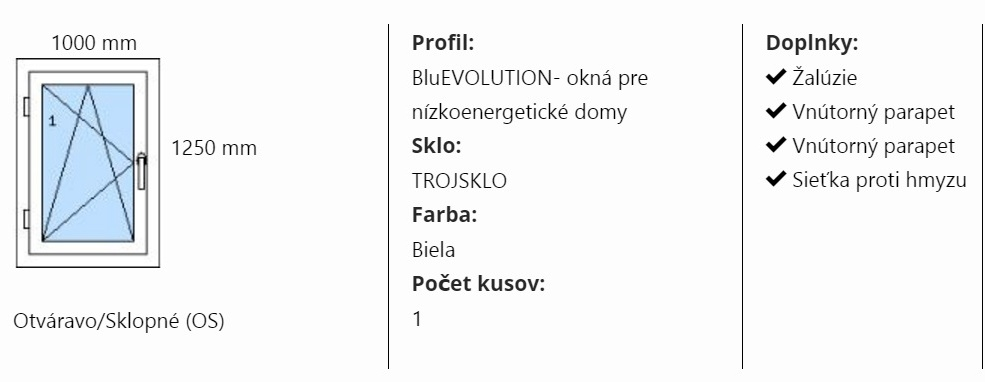 1000 mm
1
1250 mm
Otváravo/Sklopné (OS)
Profil:
BluEVOLUTION- okná pre
nízkoenergetické domy
Sklo:
TROJSKLO
Farba:
Biela
Počet kusov:
1
Doplnky:
✔ Žalúzie
✔ Vnútorný parapet
✔ Vnútorný parapet
✔ Sieťka proti hmyzu